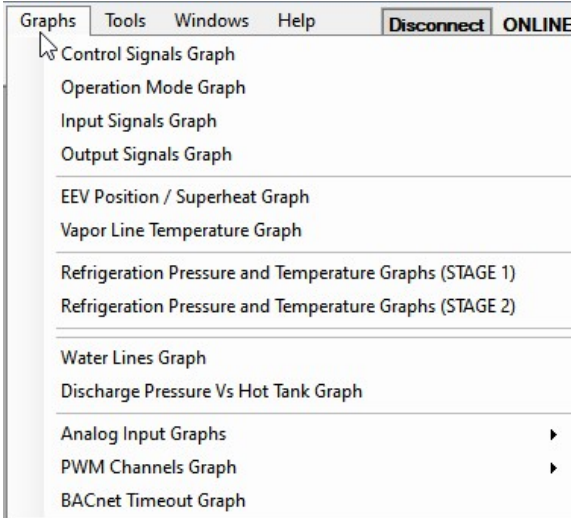 Graphs Tools Windows Help Disconnect ONLINE
Control Signals Graph
Operation Mode Graph
Input Signals Graph
Output Signals Graph
EEV Position / Superheat Graph
Vapor Line Temperature Graph
Refrigeration Pressure and Temperature Graphs (STAGE 1)
Refrigeration Pressure and Temperature Graphs (STAGE 2)
Water Lines Graph
Discharge Pressure Vs Hot Tank Graph
Analog Input Graphs
PWM Channels Graph
BACnet Timeout Graph